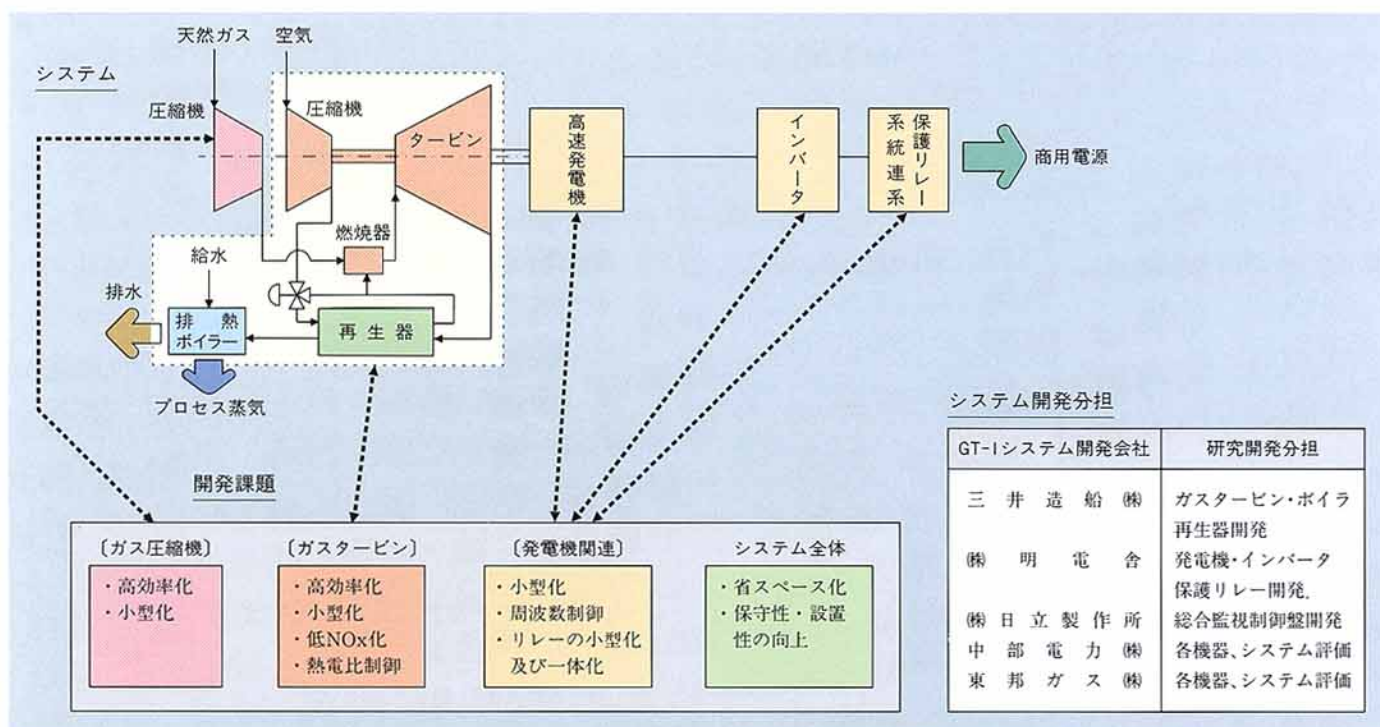 システム
天然ガス
空気
圧縮機
圧縮機
タービン
高速発電機
インバータ
系統連系
保護リレー
商用電源
燃焼器
給水
排水
排熱
ボイラー
再生器
プロセス蒸気
開発課題
〔ガス圧縮機〕
・高効率化
・小型化
〔ガスタービン〕
・高効率化
・小型化
・低NOx化
・熱電比制御
〔発電機関連〕
・小型化
・周波数制御
・リレーの小型化
及び一体化
システム全体
・省スペース化
・保守性・設置
性の向上
システム開発分担
GT-Iシステム開発会社 研究開発分担
三井造船㈱ ガスタービン・ボイラ
再生器開発
㈱明電舎 発電機・インバータ
保護リレー開発.
㈱日立製作所 総合監視制御盤開発
中部電力㈱ 各機器、システム評価
東邦ガス㈱ 各機器、システム評価